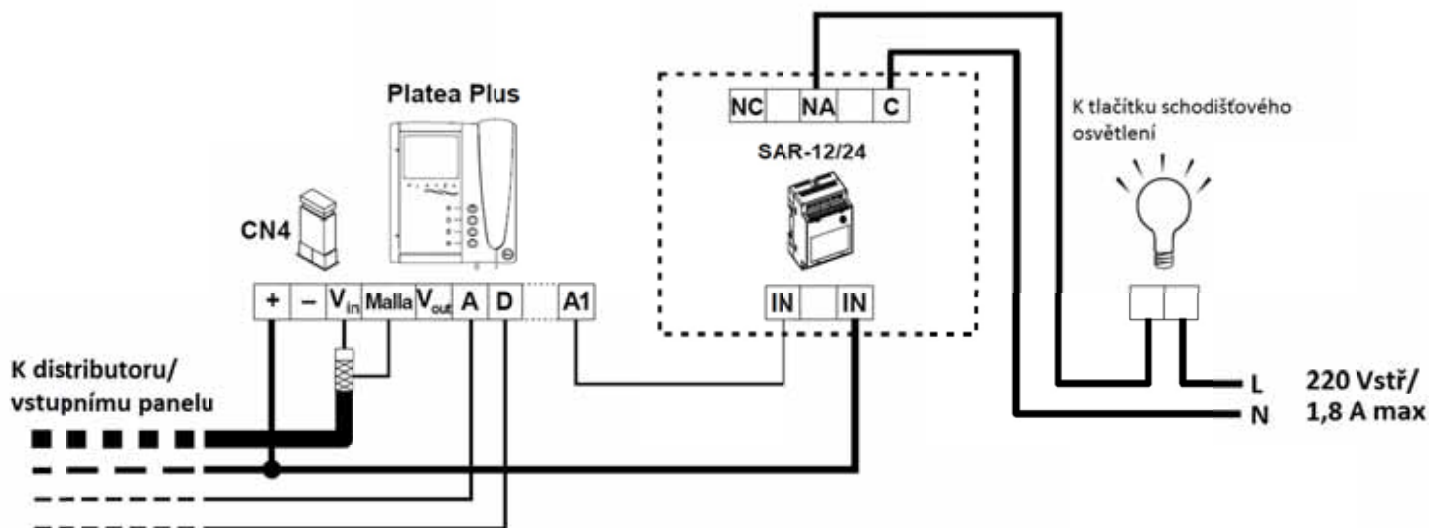 Platea Plus
NC NA C
K tlačítku schodišťového
osvětlení
SAR-12/24
PLATEA
CN4
+ – Vin Malla Vout A D A1
IN IN
K distributoru/
vstupnímu panelu
L 220 Vstř/
N 1,8 A max